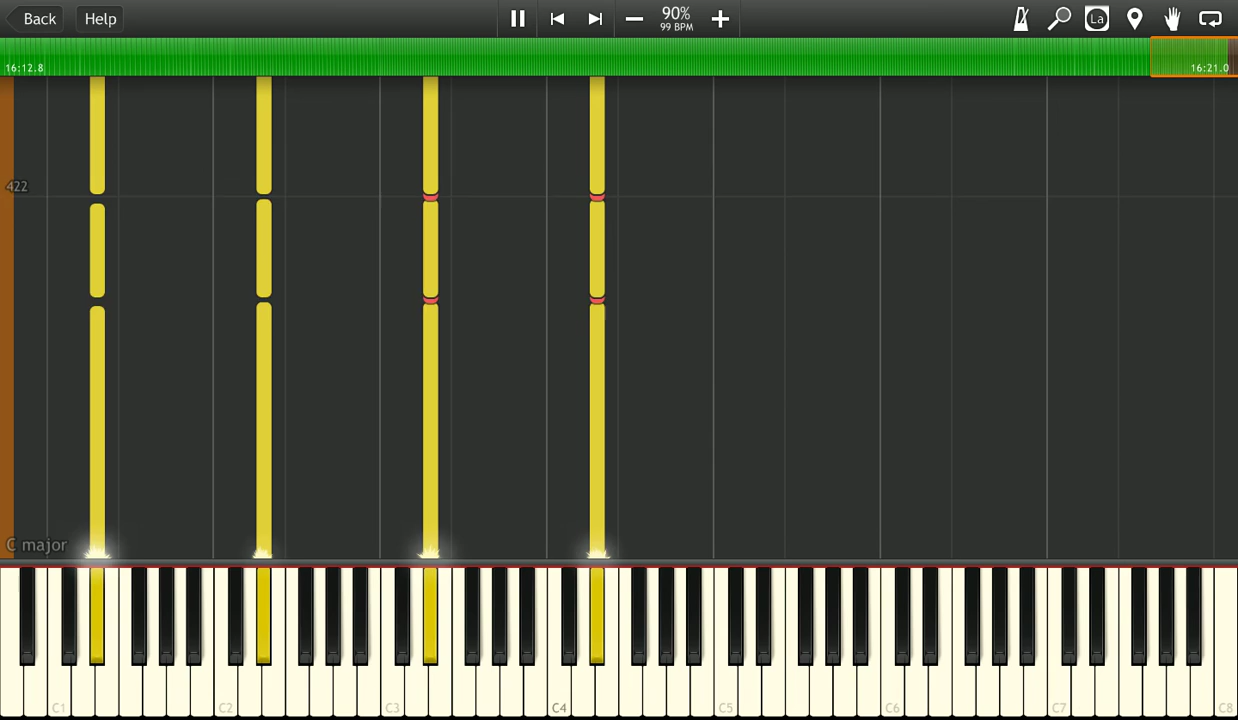 Back
Help
90%
99 BPM
La
16:12.8
16:21.0
422
C major
C1
C2
C3
C4
C5
C6
C7
C8